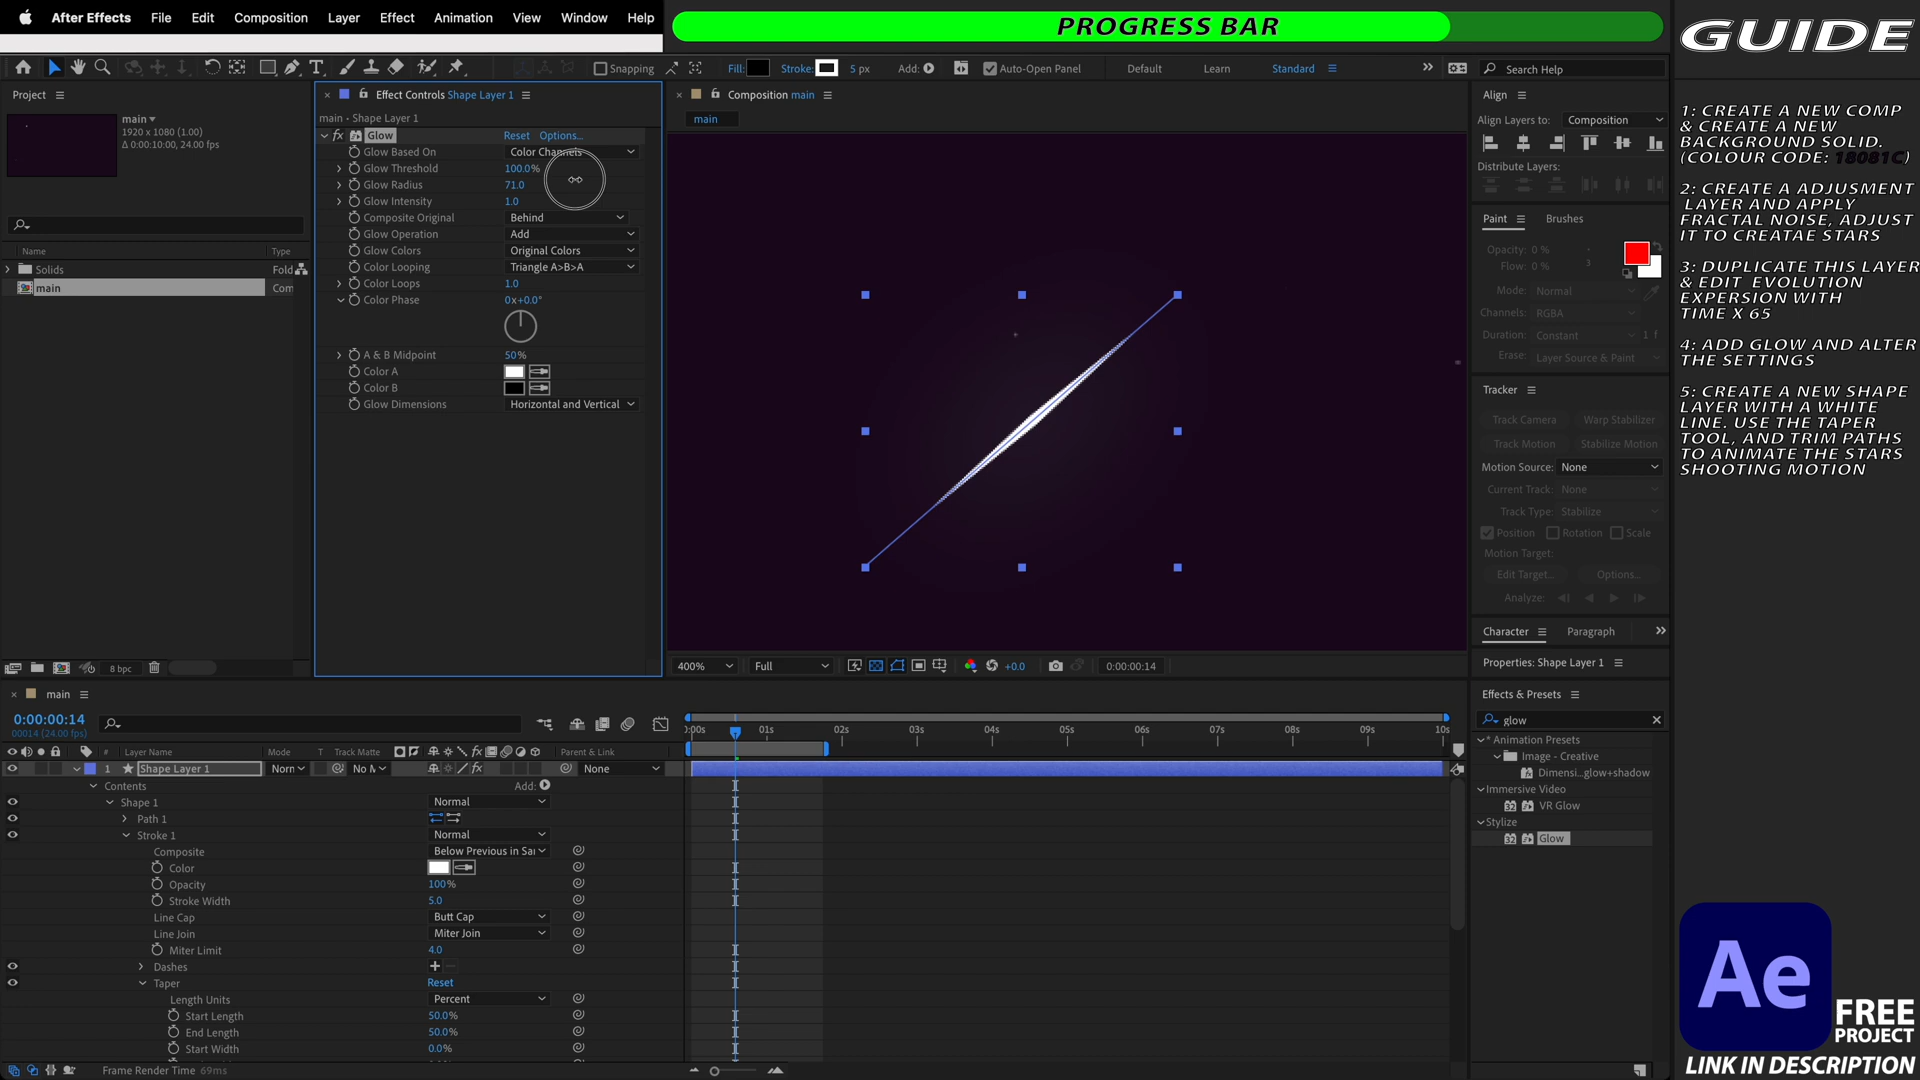 After Effects File Edit Composition Layer Effect Animation View Window Help
PROGRESS BAR
GUIDE
Snapping
Fill: Stroke: 5 px Add: Auto-Open Panel Default Learn Standard Search Help
Project
main
1920 x 1080 (1.00)
Δ 0:00:10:00, 24.00 fps
Name Type
Solids Fold
main Com
8 bpc
Effect Controls Shape Layer 1
main • Shape Layer 1
fx Glow Reset Options...
Glow Based On Color Channels
Glow Threshold 100.0%
Glow Radius 71.0
Glow Intensity 1.0
Composite Original Behind
Glow Operation Add
Glow Colors Original Colors
Color Looping Triangle A>B>A
Color Loops 1.0
Color Phase 0x+0.0°
A & B Midpoint 50%
Color A
Color B
Glow Dimensions Horizontal and Vertical
Composition main
main
400% Full +0.0 0:00:00:14
Align
Align Layers to: Composition
Distribute Layers:
Paint Brushes
Opacity: 0 %
Flow: 0 % 3
Mode: Normal
Channels: RGBA
Duration: Constant 1 f
Erase: Layer Source & Paint
Tracker
Track Camera Warp Stabilizer
Track Motion Stabilize Motion
Motion Source: None
Current Track: None
Track Type: Stabilize
Position Rotation Scale
Motion Target:
Edit Target... Options...
Analyze:
Character Paragraph
Properties: Shape Layer 1
Effects & Presets
glow
* Animation Presets
Image - Creative
Dimensi...glow+shadow
Immersive Video
32 VR Glow
Stylize
32 Glow
main
0:00:00:14
00014 (24.00 fps)
# Layer Name Mode T Track Matte fx Parent & Link
:00s 01s 02s 03s 04s 05s 06s 07s 08s 09s 10s
1 Shape Layer 1 Norn No M fx None
Contents Add:
Shape 1 Normal
Path 1
Stroke 1 Normal
Composite Below Previous in Sai
Color
Opacity 100%
Stroke Width 5.0
Line Cap Butt Cap
Line Join Miter Join
Miter Limit 4.0
Dashes
Taper Reset
Length Units Percent
Start Length 50.0%
End Length 50.0%
Start Width 0.0%
Frame Render Time 69ms
1: CREATE A NEW COMP
& CREATE A NEW
BACKGROUND SOLID.
(COLOUR CODE: 18081C)
2: CREATE A ADJUSMENT
LAYER AND APPLY
FRACTAL NOISE, ADJUST
IT TO CREATAE STARS
3: DUPLICATE THIS LAYER
& EDIT EVOLUTION
EXPERSION WITH
TIME X 65
4: ADD GLOW AND ALTER
THE SETTINGS
5: CREATE A NEW SHAPE
LAYER WITH A WHITE
LINE. USE THE TAPER
TOOL, AND TRIM PATHS
TO ANIMATE THE STARS
SHOOTING MOTION
Ae
FREE
PROJECT
LINK IN DESCRIPTION